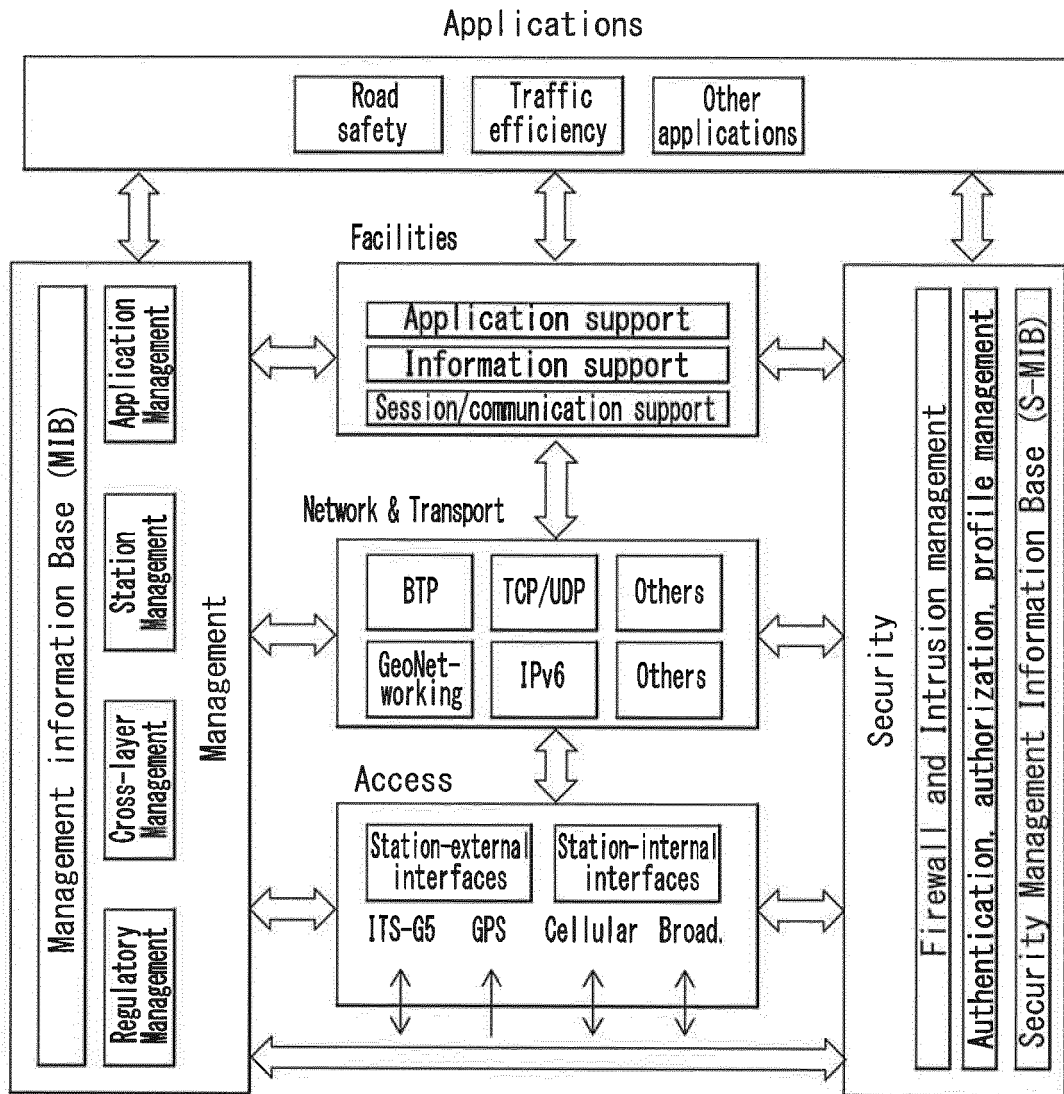 Applications
Road
safety
Traffic
efficiency
Other
applications
Facilities
Application support
Information support
Session/communication support
Network & Transport
BTP
TCP/UDP
Others
GeoNet-
working
IPv6
Others
Access
Station-external
interfaces
Station-internal
interfaces
ITS-G5
GPS
Cellular
Broad.
Management information Base (MIB)
Application
Management
Station
Management
Cross-layer
Management
Regulatory
Management
Management
Security
Firewall and Intrusion management
Authentication, authorization, profile management
Security Management Information Base (S-MIB)